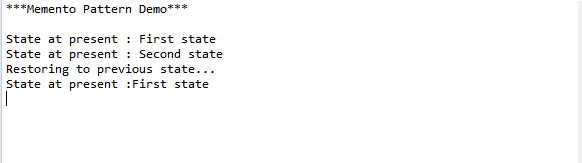 ***Memento Pattern Demo***
State at present : First state
State at present : Second state
Restoring to previous state...
State at present :First state